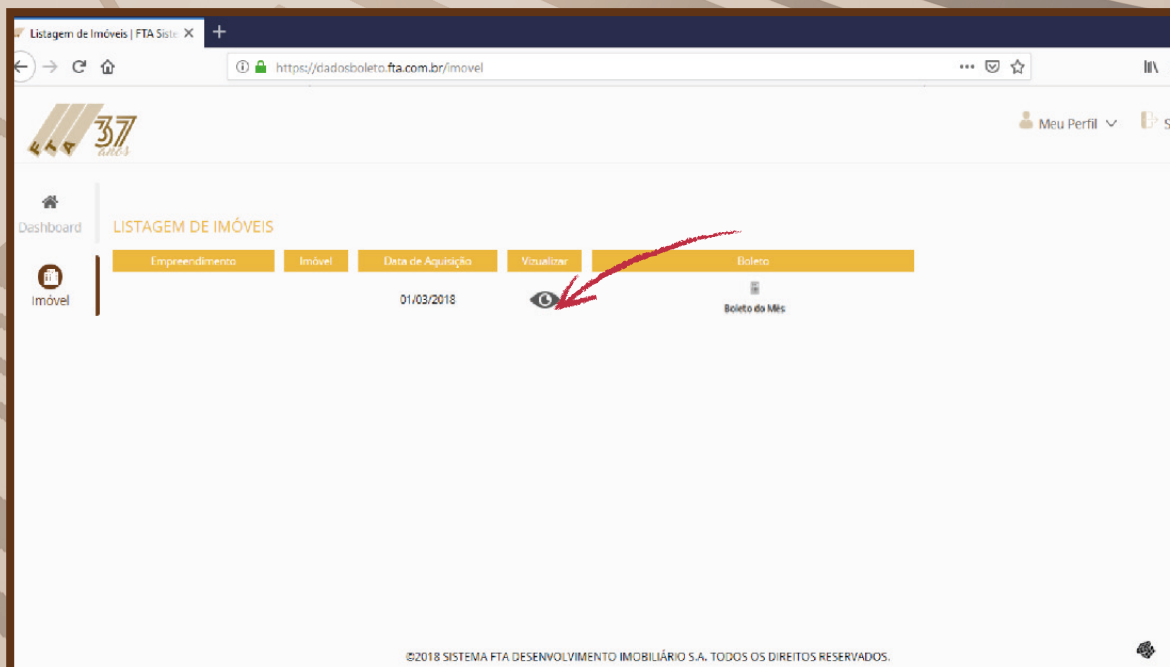 Listagem de Imóveis | FTA Siste
https://dadosboleto.fta.com.br/imovel
FTA 37 anos
Meu Perfil
S
Dashboard
LISTAGEM DE IMÓVEIS
Empreendimento Imóvel Data de Aquisição Vizualizar Boleto
Imóvel
01/03/2018
Boleto do Mês
©2018 SISTEMA FTA DESENVOLVIMENTO IMOBILIÁRIO S.A. TODOS OS DIREITOS RESERVADOS.